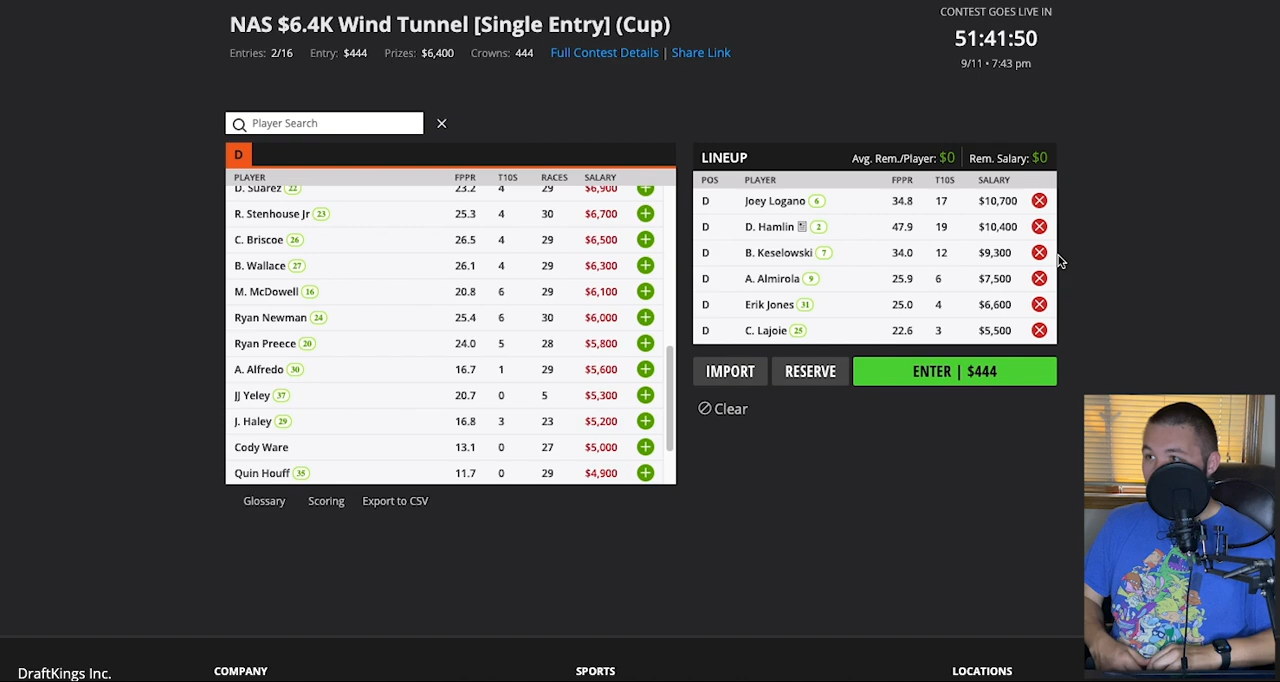 NAS $6.4K Wind Tunnel [Single Entry] (Cup)
Entries: 2/16 Entry: $444 Prizes: $6,400 Crowns: 444 Full Contest Details | Share Link
CONTEST GOES LIVE IN
51:41:50
9/11 • 7:43 pm
Player Search
D
PLAYER FPPR T10S RACES SALARY
D. Suarez 22 23.2 4 29 $6,900
R. Stenhouse Jr 23 25.3 4 30 $6,700
C. Briscoe 26 26.5 4 29 $6,500
B. Wallace 27 26.1 4 29 $6,300
M. McDowell 16 20.8 6 29 $6,100
Ryan Newman 24 25.4 6 30 $6,000
Ryan Preece 20 24.0 5 28 $5,800
A. Alfredo 30 16.7 1 29 $5,600
JJ Yeley 37 20.7 0 5 $5,300
J. Haley 29 16.8 3 23 $5,200
Cody Ware 13.1 0 27 $5,000
Quin Houff 35 11.7 0 29 $4,900
Glossary Scoring Export to CSV
LINEUP Avg. Rem./Player: $0 Rem. Salary: $0
POS PLAYER FPPR T10S SALARY
D Joey Logano 6 34.8 17 $10,700
D D. Hamlin 2 47.9 19 $10,400
D B. Keselowski 7 34.0 12 $9,300
D A. Almirola 9 25.9 6 $7,500
D Erik Jones 31 25.0 4 $6,600
D C. Lajoie 25 22.6 3 $5,500
IMPORT RESERVE ENTER | $444
Clear
DraftKings Inc. COMPANY SPORTS LOCATIONS